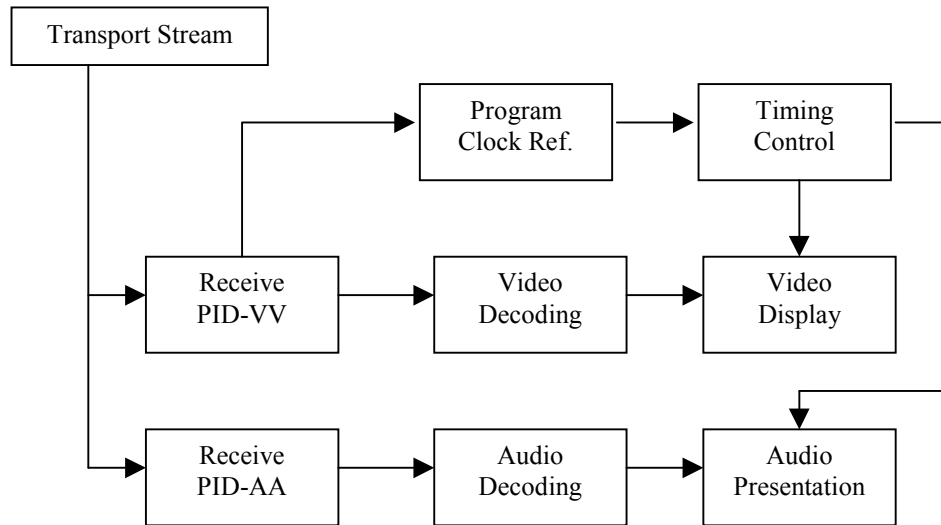 Transport Stream
Program
Clock Ref.
Timing
Control
Receive
PID-VV
Video
Decoding
Video
Display
Receive
PID-AA
Audio
Decoding
Audio
Presentation